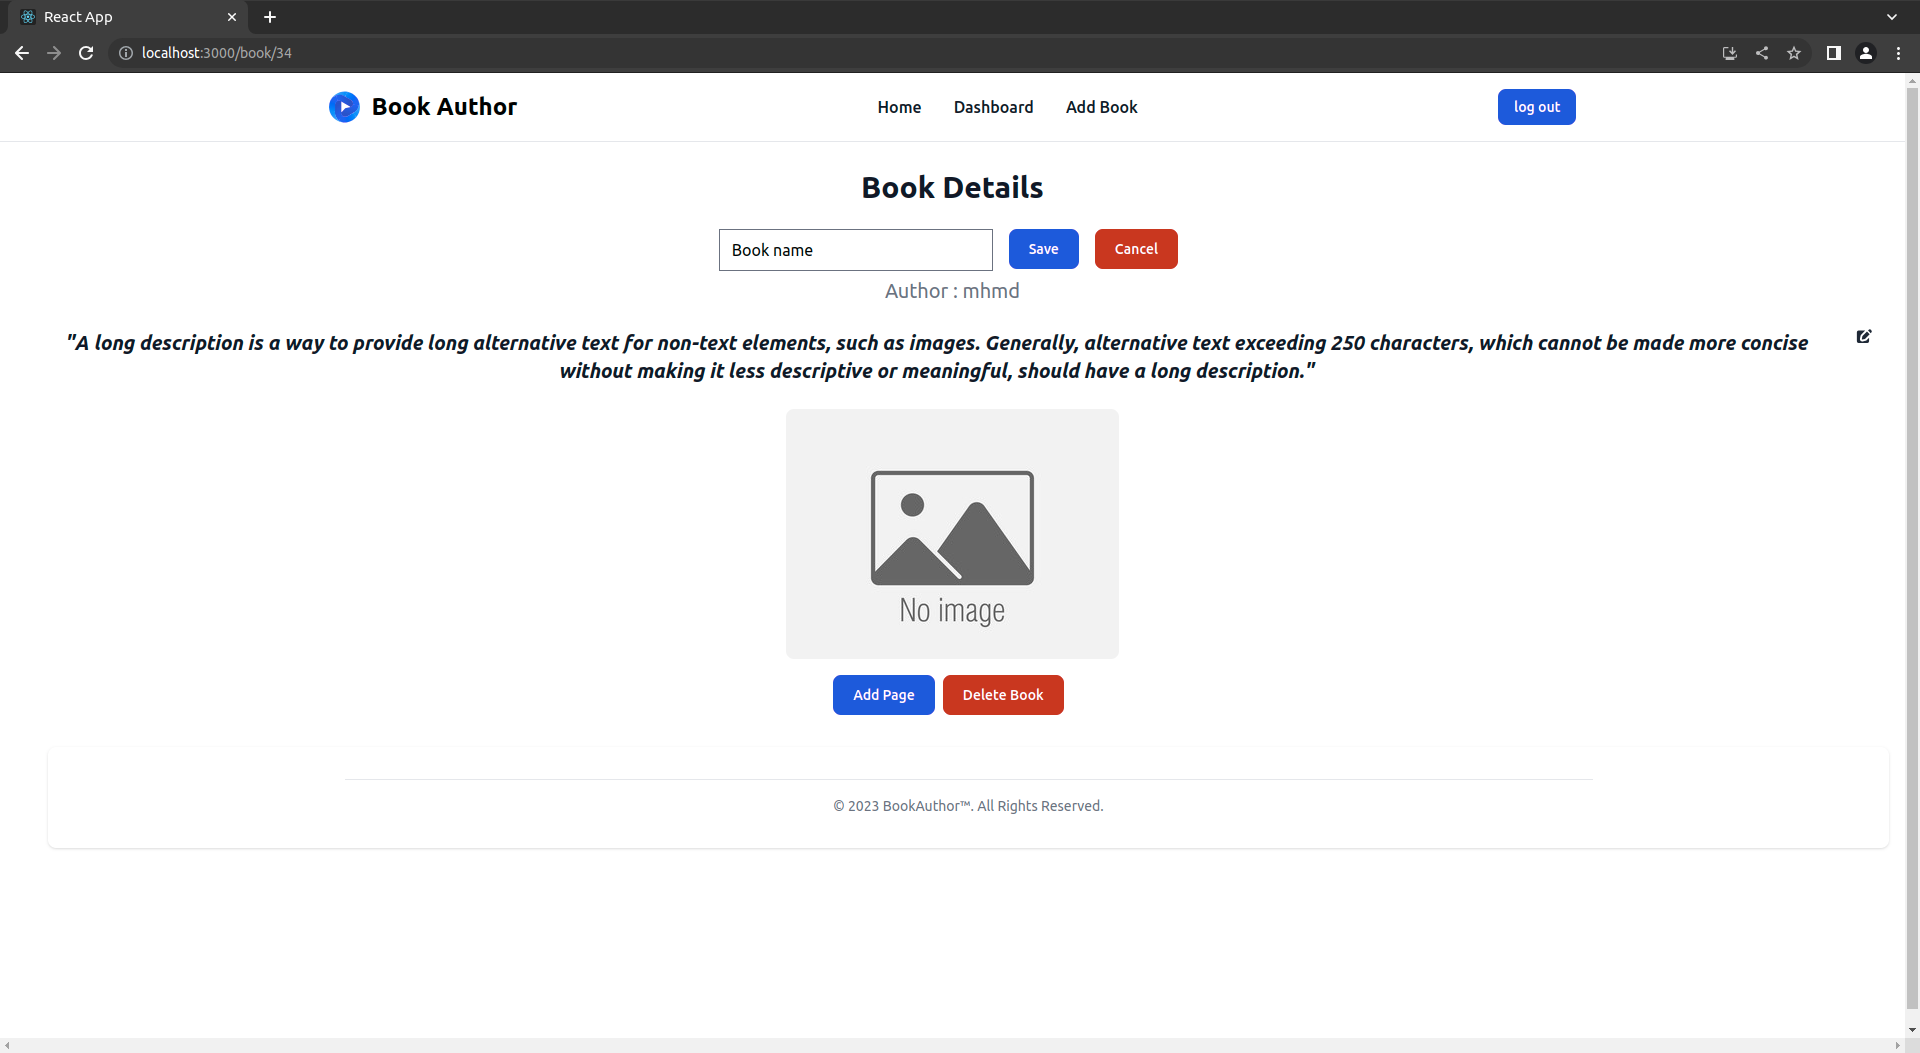 React App
localhost:3000/book/34
Book Author
Home
Dashboard
Add Book
log out
Book Details
Book name
Save
Cancel
Author : mhmd
"A long description is a way to provide long alternative text for non-text elements, such as images. Generally, alternative text exceeding 250 characters, which cannot be made more concise
without making it less descriptive or meaningful, should have a long description."
No image
Add Page
Delete Book
© 2023 BookAuthor™. All Rights Reserved.